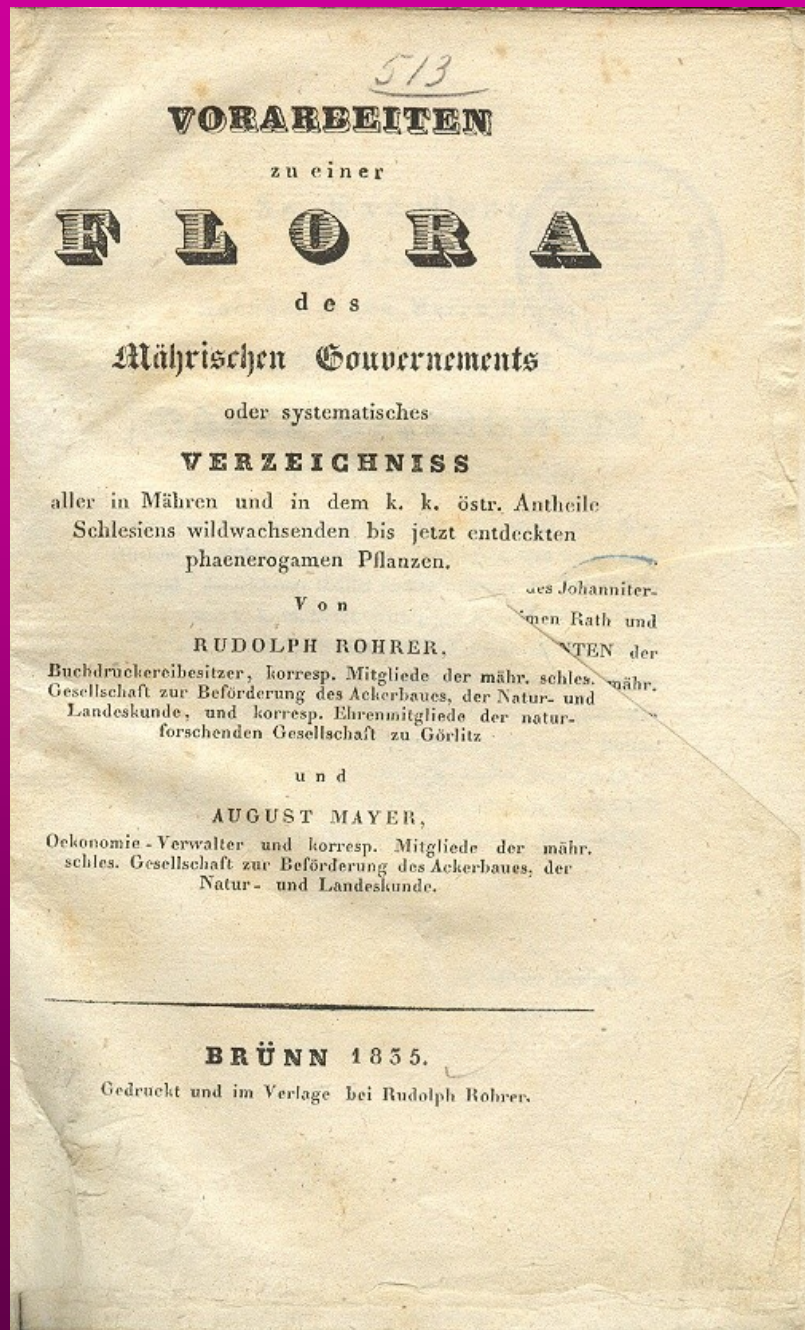 513
VORARBEITEN
zu einer
FLORA
des
Mährischen Gouvernements
oder systematisches
VERZEICHNISS
aller in Mähren und in dem k. k. östr. Antheile
Schlesiens wildwachsenden bis jetzt entdeckten
phaenerogamen Pflanzen.
Von
RUDOLPH ROHRER,
Buchdruckereibesitzer, korresp. Mitgliede der mähr. schles.
Gesellschaft zur Beförderung des Ackerbaues, der Natur- und
Landeskunde, und korresp. Ehrenmitgliede der natur-
forschenden Gesellschaft zu Görlitz
und
AUGUST MAYER,
Oekonomie-Verwalter und korresp. Mitgliede der mähr.
schles. Gesellschaft zur Beförderung des Ackerbaues, der
Natur- und Landeskunde.
BRÜNN 1835.
Gedruckt und im Verlage bei Rudolph Rohrer.
Johanniter-
Rath und
der
mähr.